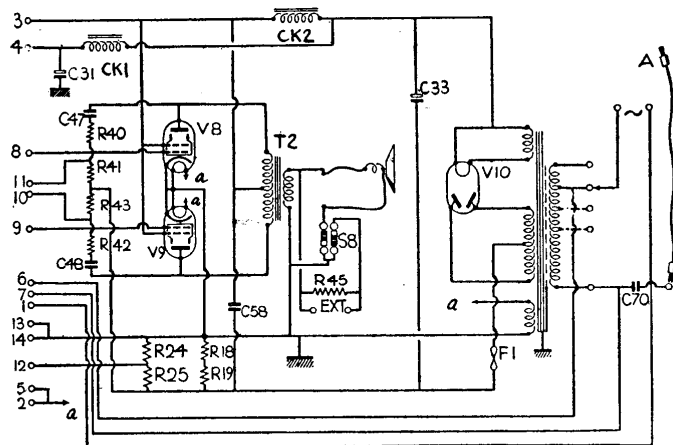 3
CK2
A
4
CK1
C31
C33
~
C47
R40
V8
T2
8
R41
a
V10
11
10
R43
a
9
R42
V9
S8
C48
R45
6
EXT
7
C58
a
C70
1
13
14
R24
R18
F1
12
R25
R19
5
2
a